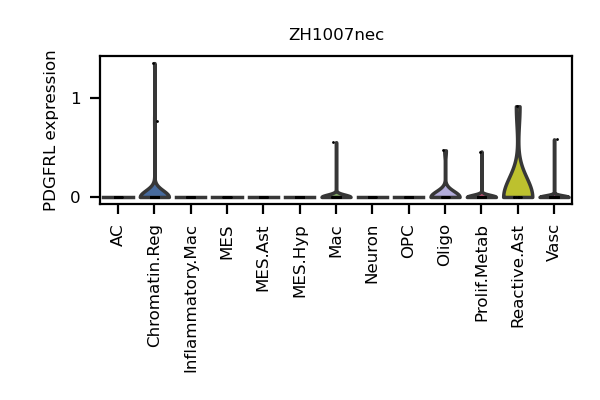 ZH1007nec
PDGFRL expression
1
0
AC
Chromatin.Reg
Inflammatory.Mac
MES
MES.Ast
MES.Hyp
Mac
Neuron
OPC
Oligo
Prolif.Metab
Reactive.Ast
Vasc